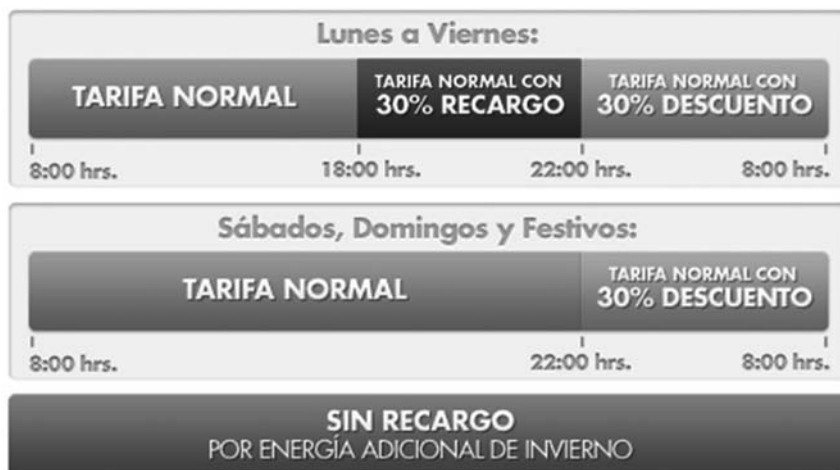 Lunes a Viernes:
TARIFA NORMAL
TARIFA NORMAL CON
30% RECARGO
TARIFA NORMAL CON
30% DESCUENTO
8:00 hrs.
18:00 hrs.
22:00 hrs.
8:00 hrs.
Sábados, Domingos y Festivos:
TARIFA NORMAL
TARIFA NORMAL CON
30% DESCUENTO
8:00 hrs.
22:00 hrs.
8:00 hrs.
SIN RECARGO
POR ENERGÍA ADICIONAL DE INVIERNO